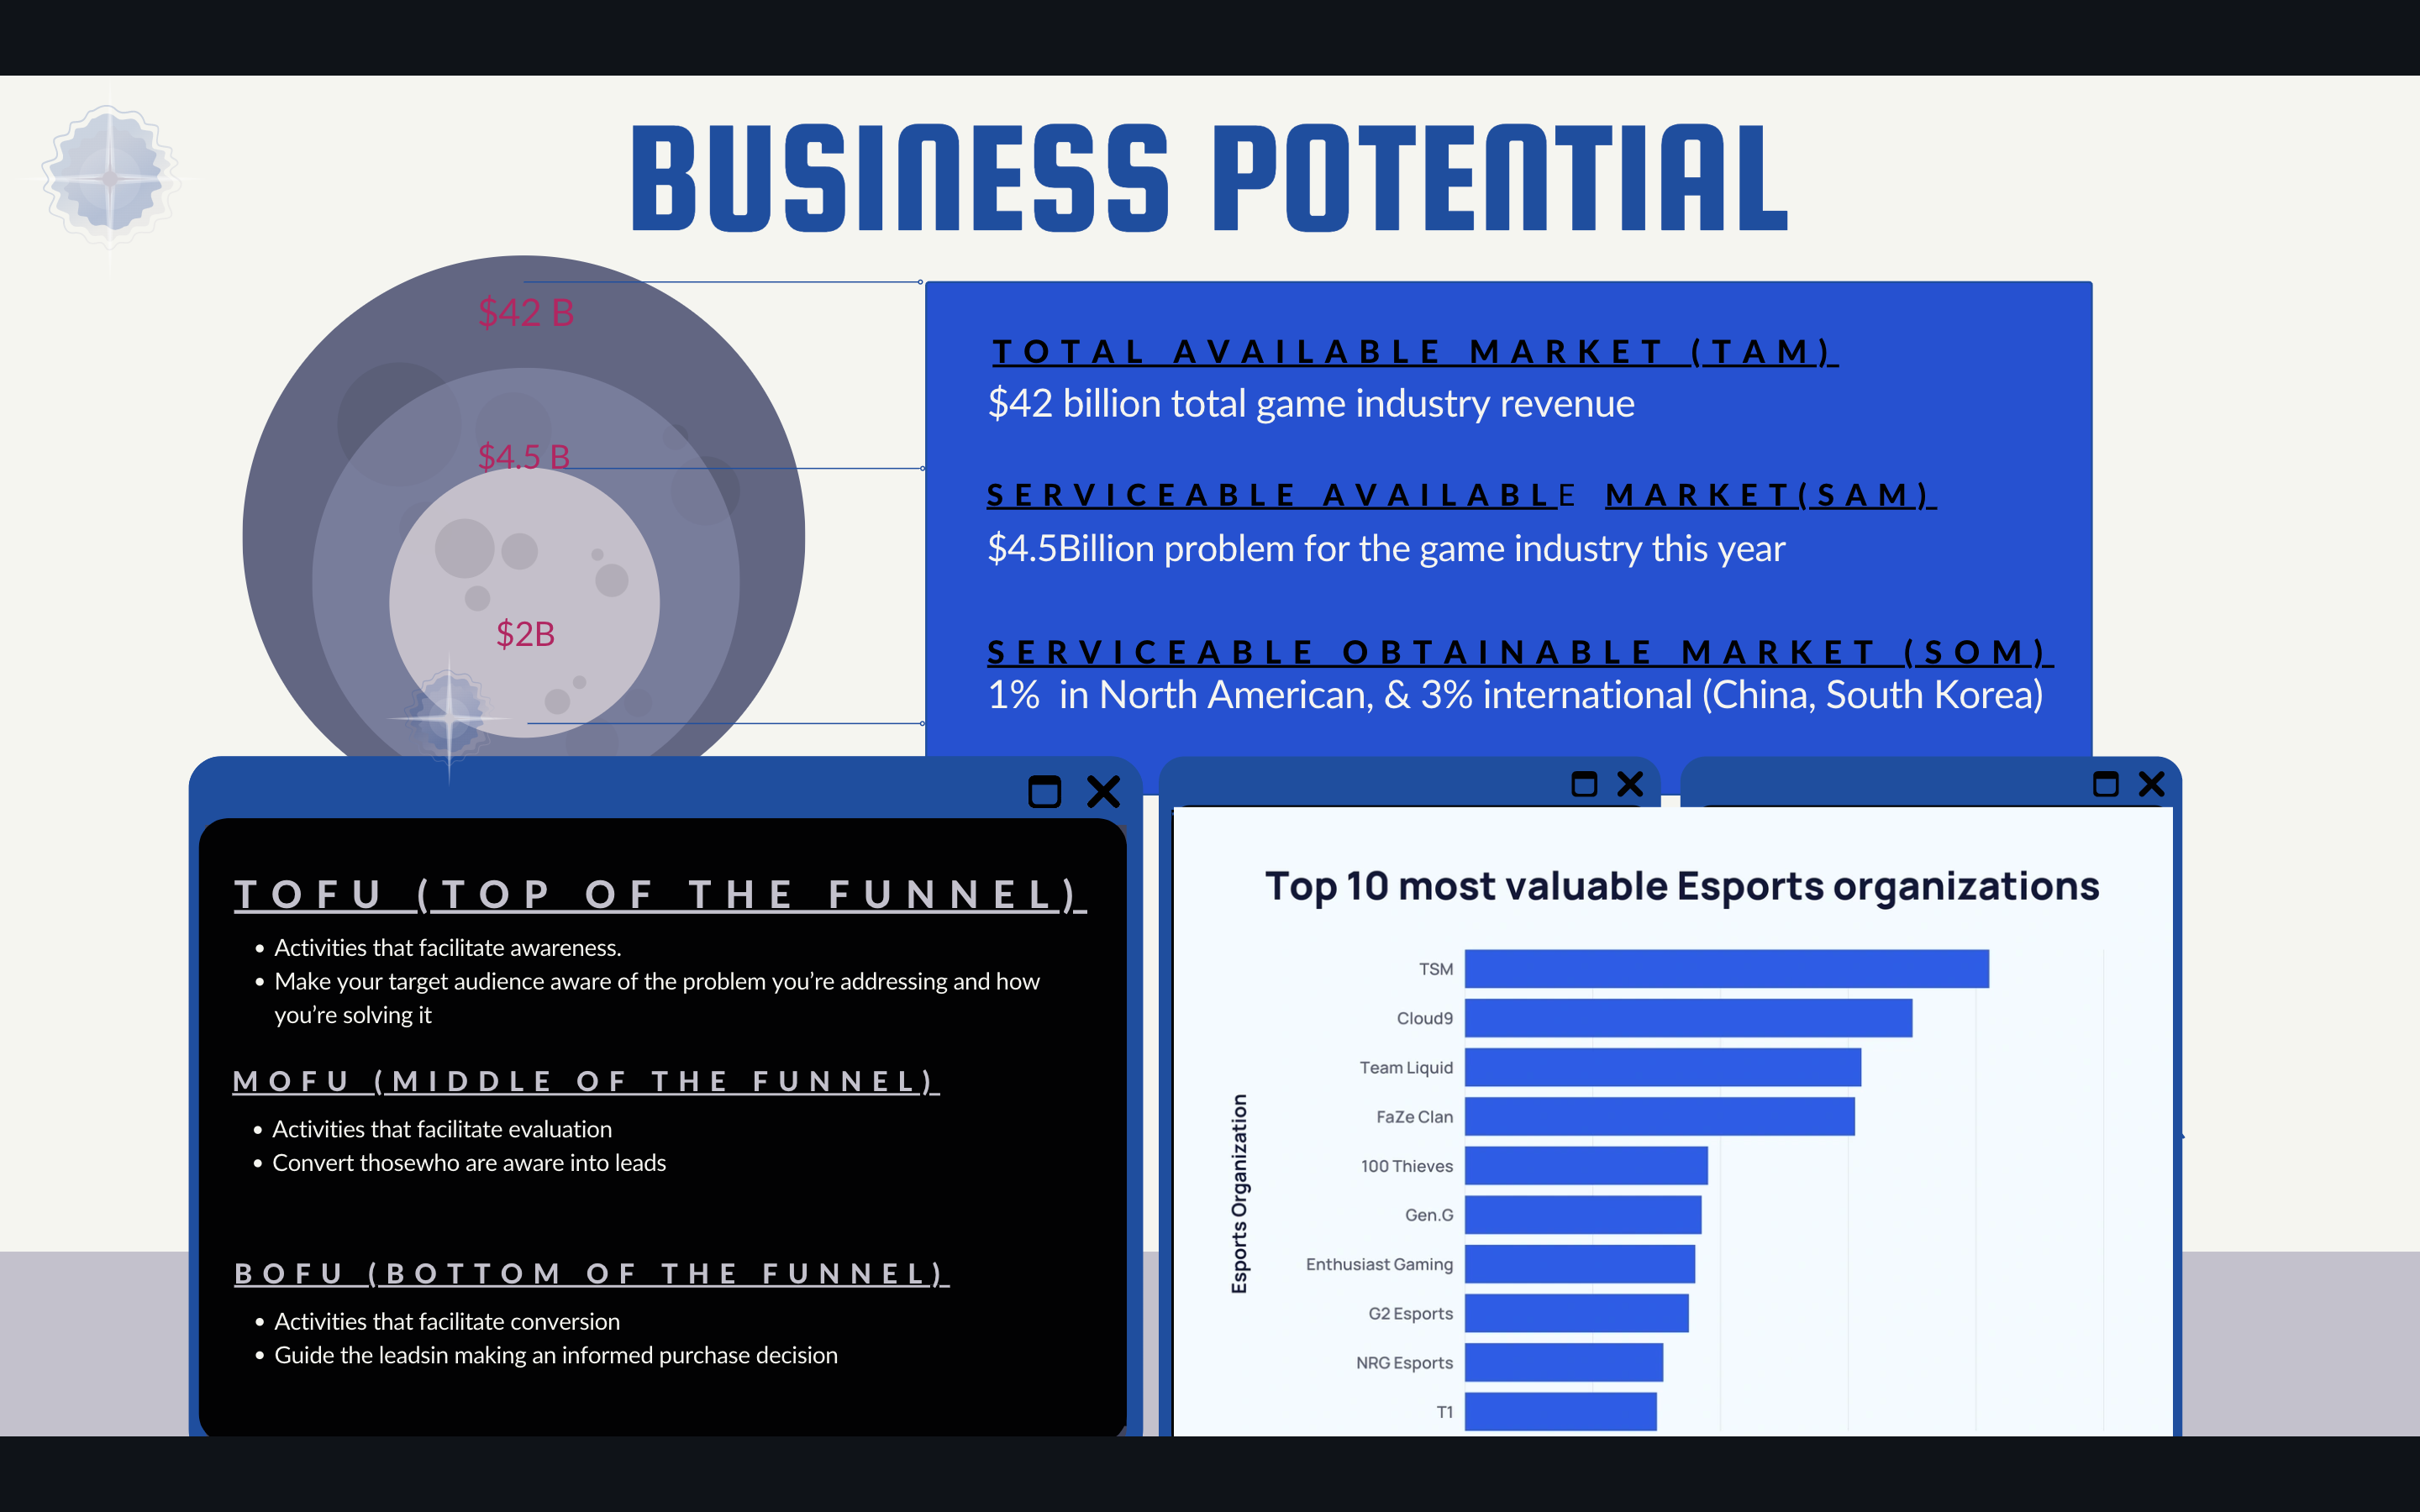 BUSINESS POTENTIAL
$42 B
$4.5 B
$2B
TOTAL AVAILABLE MARKET (TAM)
$42 billion total game industry revenue
SERVICEABLE AVAILABLE MARKET(SAM)
$4.5Billion problem for the game industry this year
SERVICEABLE OBTAINABLE MARKET (SOM)
1% in North American, & 3% international (China, South Korea)
TOFU (TOP OF THE FUNNEL)
• Activities that facilitate awareness.
• Make your target audience aware of the problem you’re addressing and how
you’re solving it
MOFU (MIDDLE OF THE FUNNEL)
• Activities that facilitate evaluation
• Convert thosewho are aware into leads
BOFU (BOTTOM OF THE FUNNEL)
• Activities that facilitate conversion
• Guide the leadsin making an informed purchase decision
Top 10 most valuable Esports organizations
Esports Organization
TSM
Cloud9
Team Liquid
FaZe Clan
100 Thieves
Gen.G
Enthusiast Gaming
G2 Esports
NRG Esports
T1